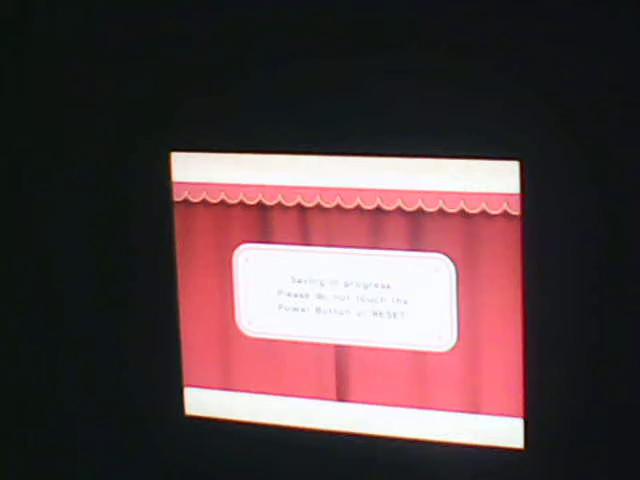 Saving in progress.
Please do not touch the
Power Button or RESET.